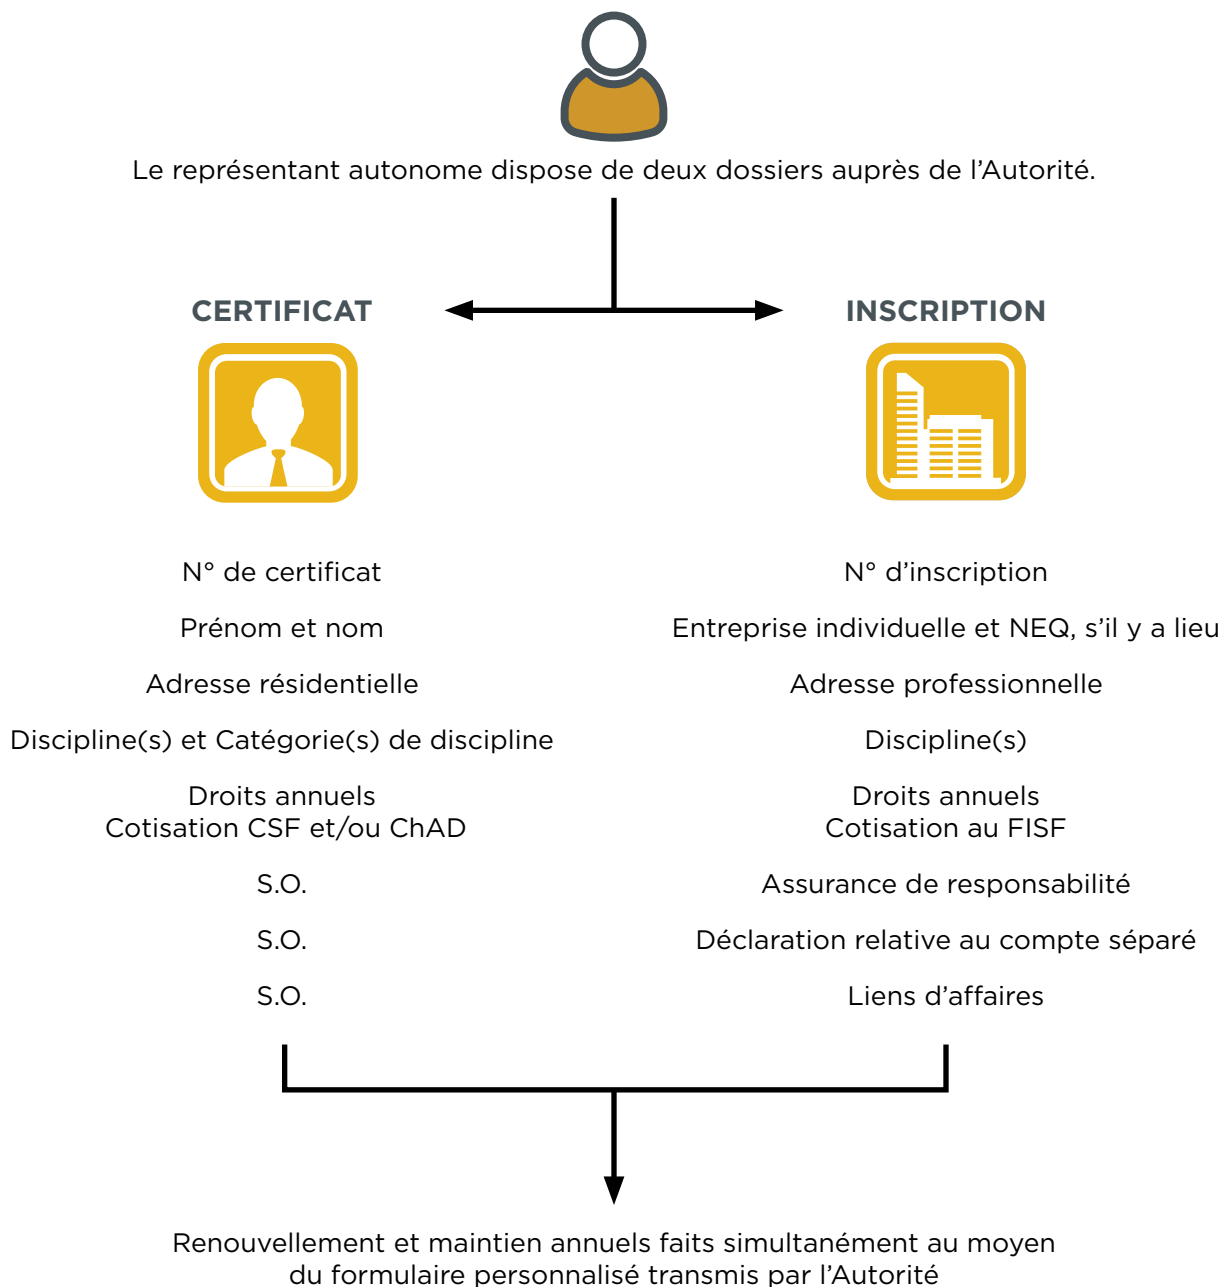 Le représentant autonome dispose de deux dossiers auprès de l’Autorité.
CERTIFICAT
INSCRIPTION
N° de certificat
N° d’inscription
Prénom et nom
Entreprise individuelle et NEQ, s’il y a lieu
Adresse résidentielle
Adresse professionnelle
Discipline(s) et Catégorie(s) de discipline
Discipline(s)
Droits annuels
Cotisation CSF et/ou ChAD
Droits annuels
Cotisation au FISF
S.O.
Assurance de responsabilité
S.O.
Déclaration relative au compte séparé
S.O.
Liens d’affaires
Renouvellement et maintien annuels faits simultanément au moyen
du formulaire personnalisé transmis par l’Autorité